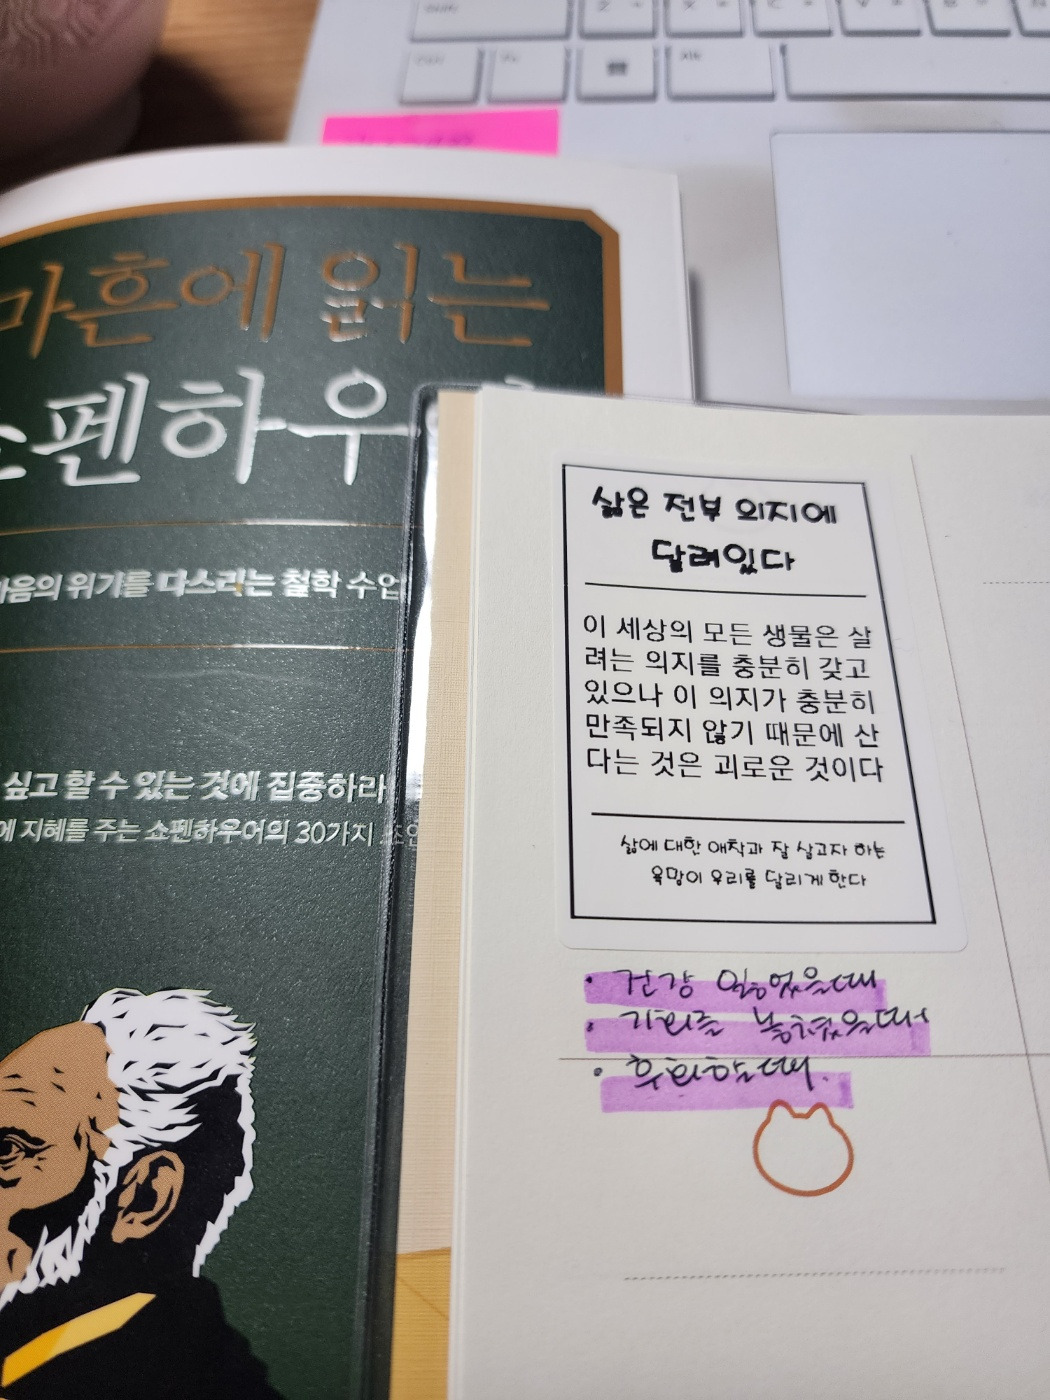 마흔에 읽는
쇼펜하우
마음의 위기를 다스리는 철학 수업
싶고 할 수 있는 것에 집중하라
에 지혜를 주는 쇼펜하우어의 30가지 조언
삶은 전부 의지에
달려있다
이 세상의 모든 생물은 살
려는 의지를 충분히 갖고
있으나 이 의지가 충분히
만족되지 않기 때문에 산
다는 것은 괴로운 것이다
삶에 대한 애착과 잘 살고자 하는
욕망이 우리를 달리게 한다
• 건강 잃었을때
• 기회를 놓쳤을때
• 후회할때.